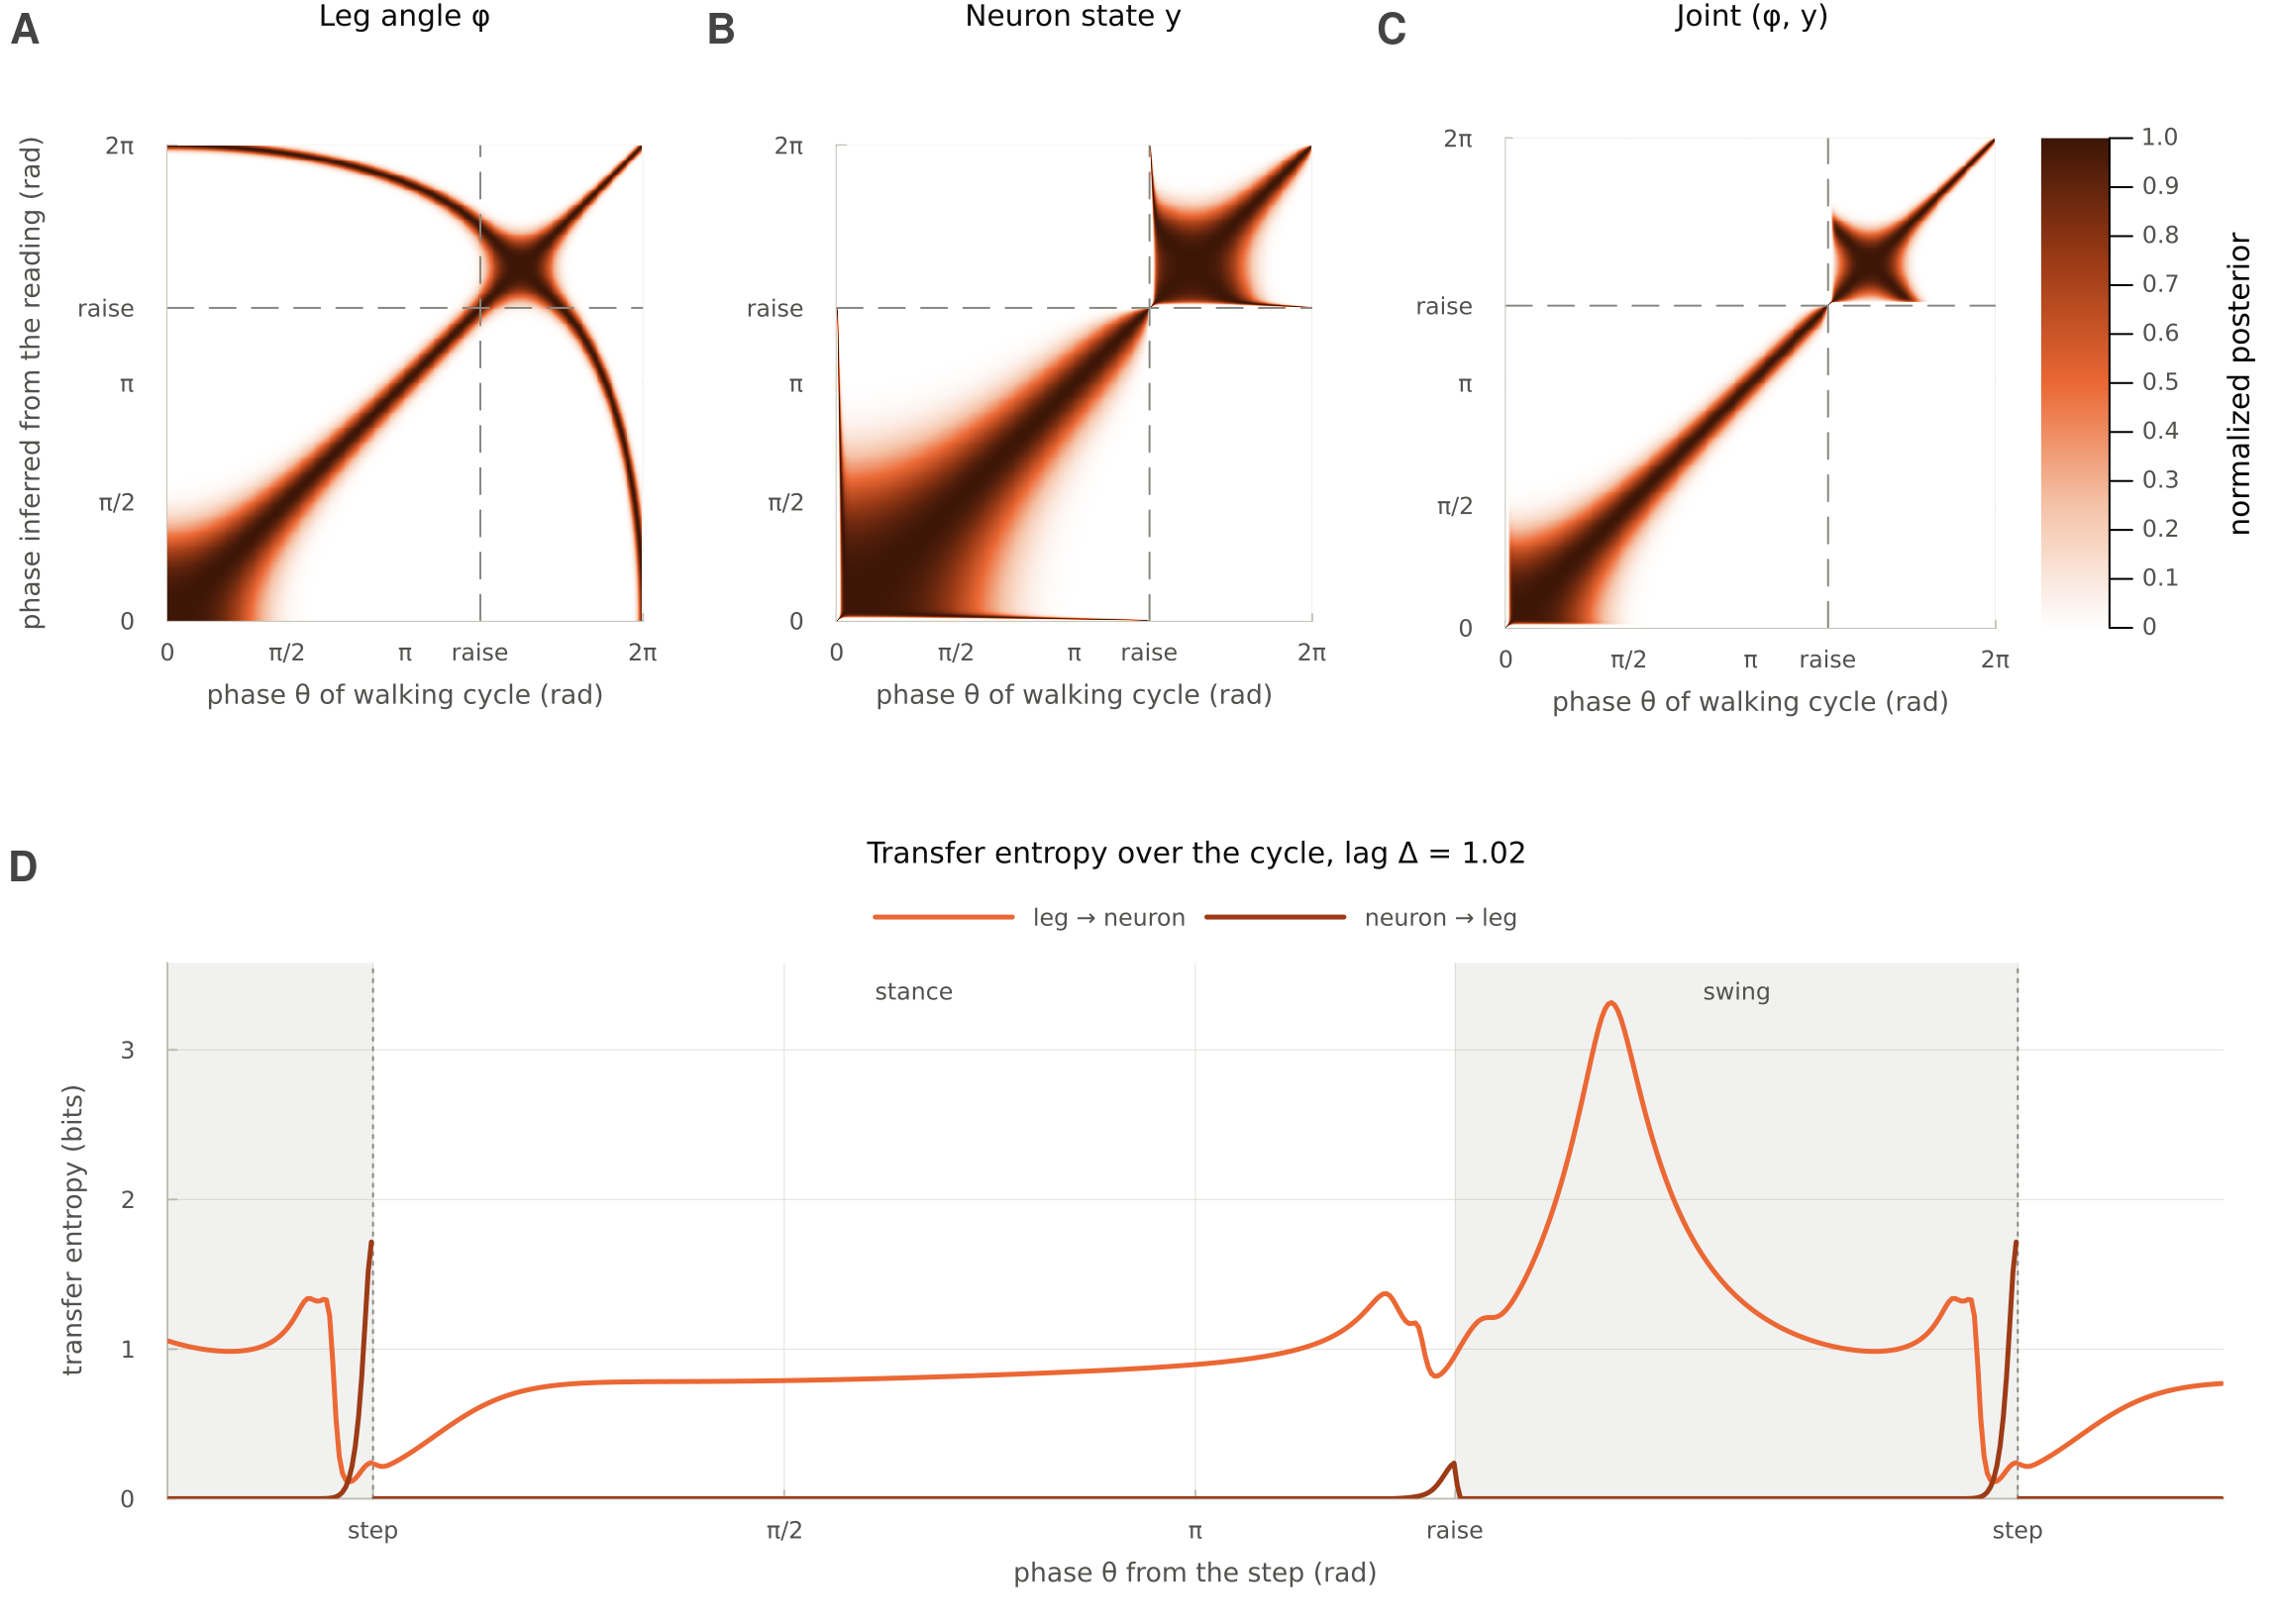 A
Leg angle φ
B
Neuron state y
C
Joint (φ, y)
phase inferred from the reading (rad)
2π
raise
π
π/2
0
0
π/2
π
raise
2π
phase θ of walking cycle (rad)
2π
raise
π
π/2
0
0
π/2
π
raise
2π
phase θ of walking cycle (rad)
2π
raise
π
π/2
0
0
π/2
π
raise
2π
phase θ of walking cycle (rad)
1.0
0.9
0.8
0.7
0.6
0.5
0.4
0.3
0.2
0.1
0
normalized posterior
D
Transfer entropy over the cycle, lag Δ = 1.02
leg → neuron
neuron → leg
stance
swing
transfer entropy (bits)
3
2
1
0
step
π/2
π
raise
step
phase θ from the step (rad)